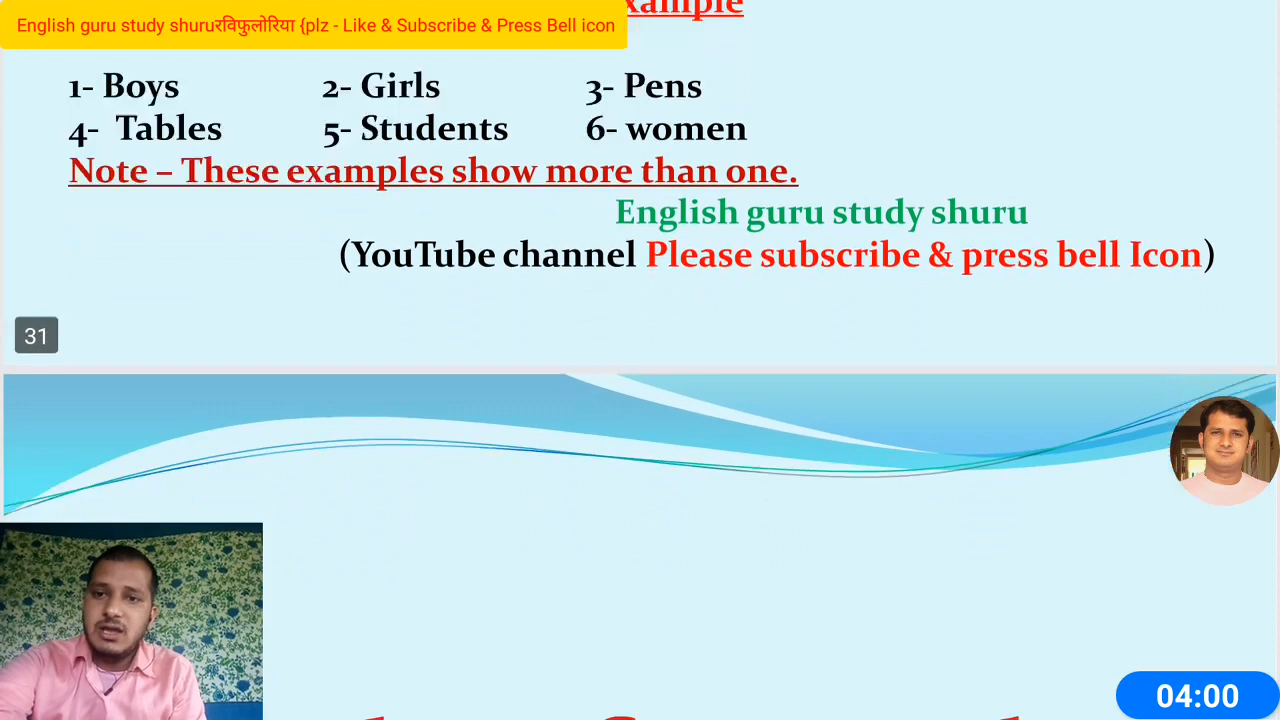 xample
English guru study shuruरविफुलोरिया {plz - Like & Subscribe & Press Bell icon
1- Boys 2- Girls 3- Pens
4- Tables 5- Students 6- women
Note – These examples show more than one.
English guru study shuru
(YouTube channel Please subscribe & press bell Icon)
31
04:00